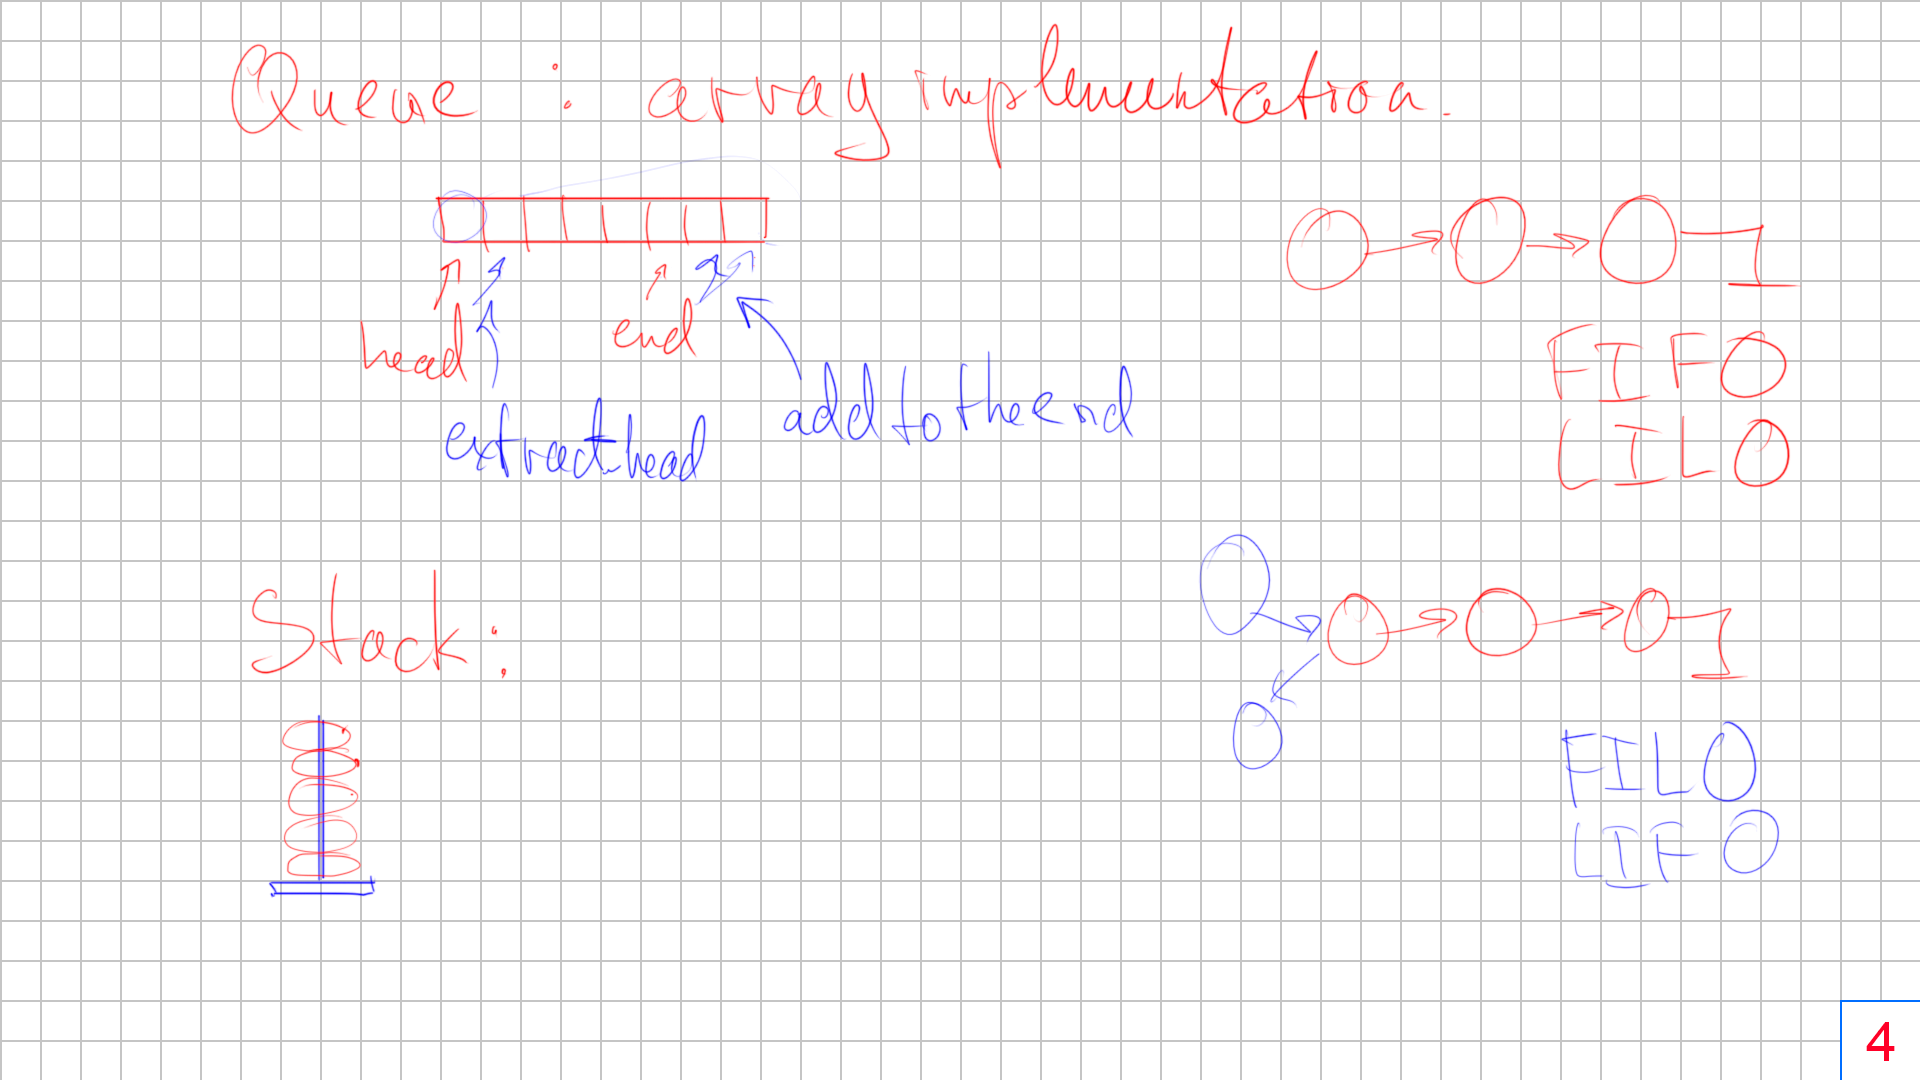 Queue : array implementation.
head
end
extract.head
add to the end
FIFO
LILO
Stack:
FILO
LIFO
4